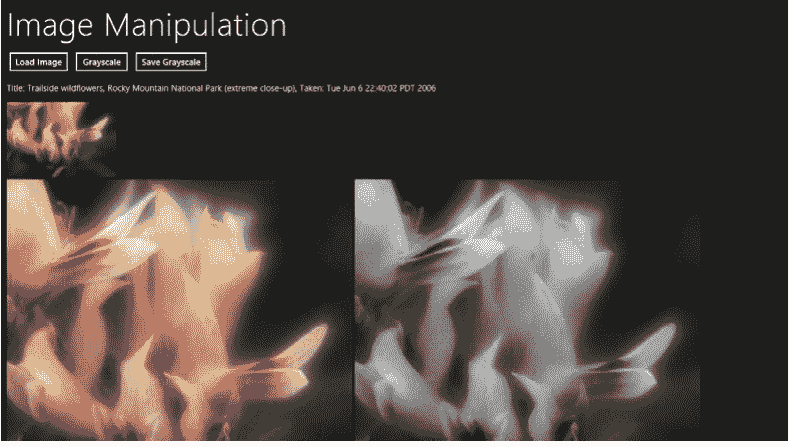 Image Manipulation
Load Image Grayscale Save Grayscale
Title: Trailside wildflowers, Rocky Mountain National Park (extreme close-up), Taken: Tue Jun 6 22:40:02 PDT 2006